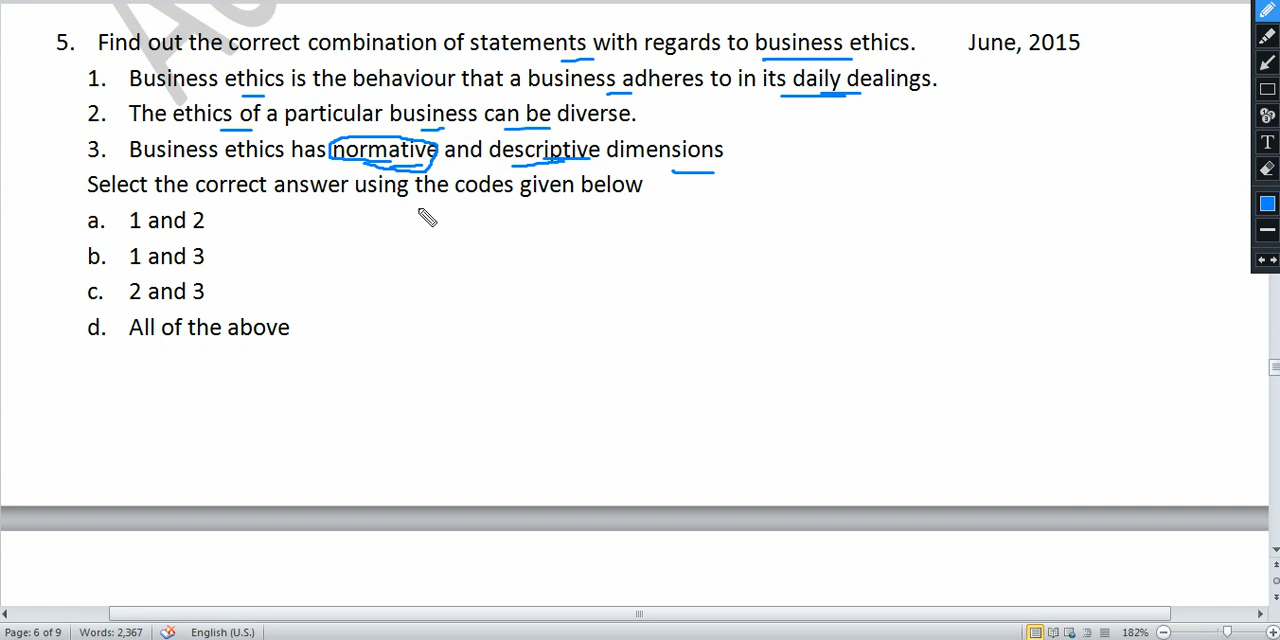 5. Find out the correct combination of statements with regards to business ethics. June, 2015
1. Business ethics is the behaviour that a business adheres to in its daily dealings.
2. The ethics of a particular business can be diverse.
3. Business ethics has normative and descriptive dimensions
Select the correct answer using the codes given below
a. 1 and 2
b. 1 and 3
c. 2 and 3
d. All of the above
T
Page: 6 of 9 Words: 2,367 English (U.S.) 182%